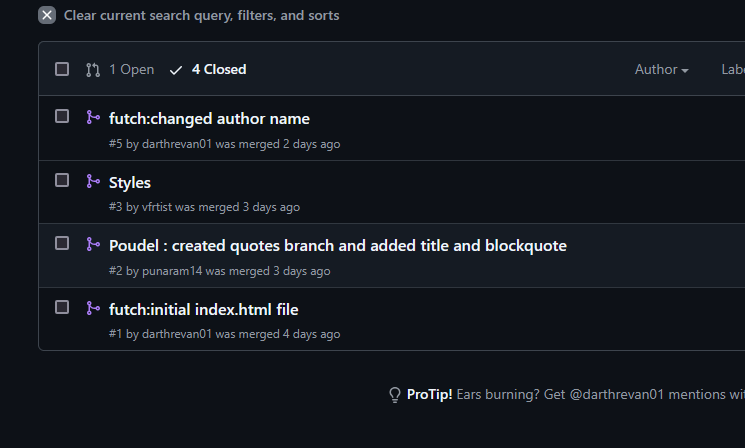 Clear current search query, filters, and sorts
1 Open 4 Closed Author Labe
futch:changed author name
#5 by darthrevan01 was merged 2 days ago
Styles
#3 by vfrtist was merged 3 days ago
Poudel : created quotes branch and added title and blockquote
#2 by punaram14 was merged 3 days ago
futch:initial index.html file
#1 by darthrevan01 was merged 4 days ago
ProTip! Ears burning? Get @darthrevan01 mentions wit